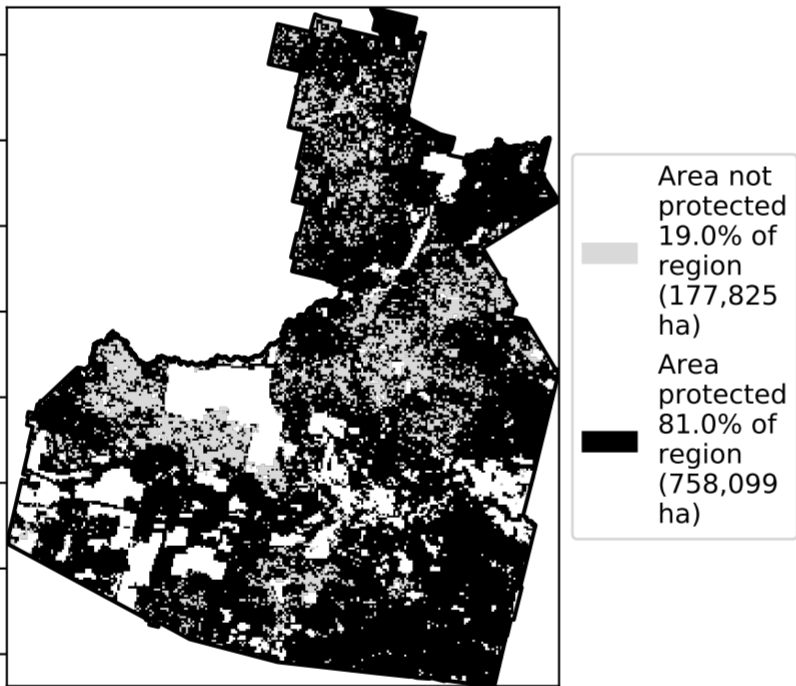 Area not
protected
19.0% of
region
(177,825
ha)
Area
protected
81.0% of
region
(758,099
ha)